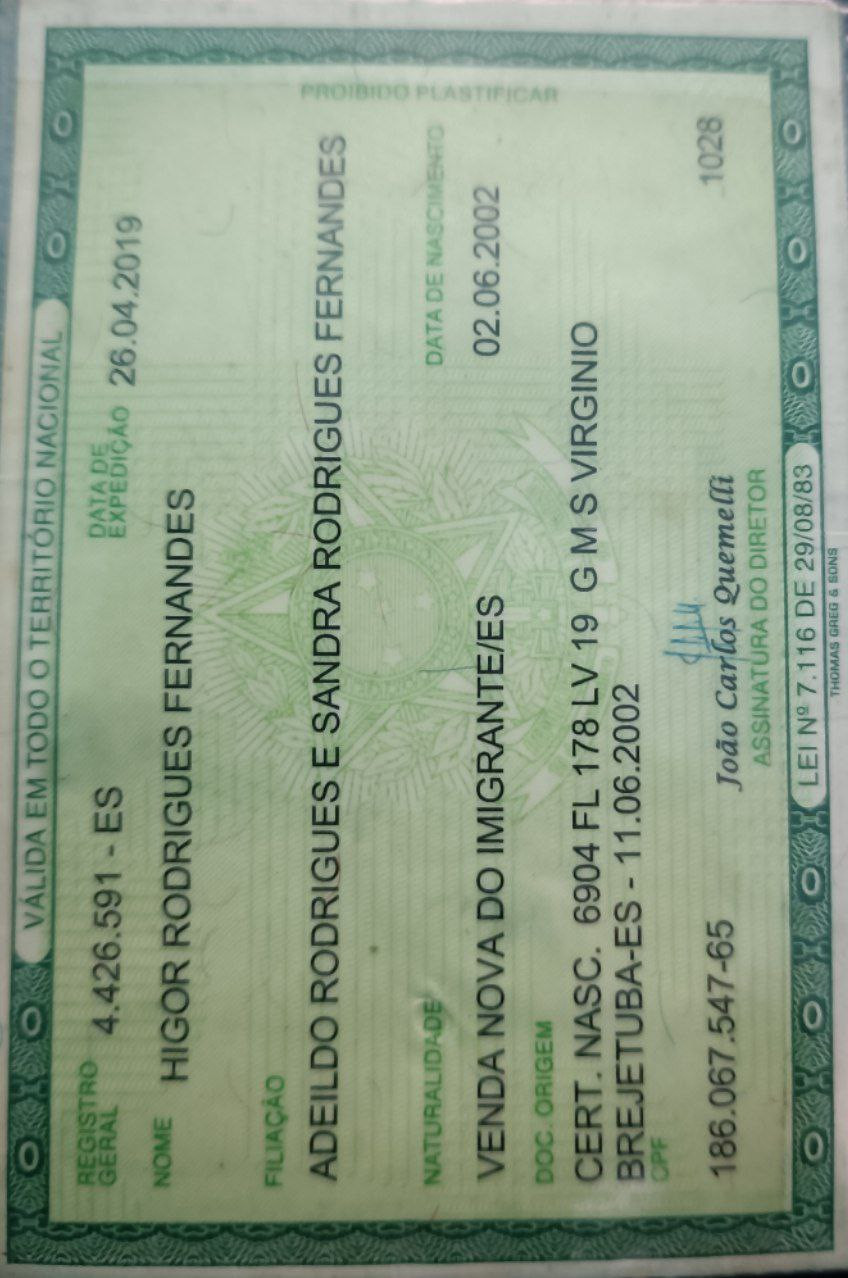 VÁLIDA EM TODO O TERRITÓRIO NACIONAL
REGISTRO GERAL 4.426.591 - ES DATA DE EXPEDIÇÃO 26.04.2019
NOME HIGOR RODRIGUES FERNANDES
FILIAÇÃO
ADEILDO RODRIGUES E SANDRA RODRIGUES FERNANDES
PROIBIDO PLASTIFICAR
NATURALIDADE DATA DE NASCIMENTO
VENDA NOVA DO IMIGRANTE/ES 02.06.2002
DOC. ORIGEM
CERT. NASC. 6904 FL 178 LV 19 G M S VIRGINIO
BREJETUBA-ES - 11.06.2002
CPF
186.067.547-65 João Carlos Quemelli 1028
ASSINATURA DO DIRETOR
LEI Nº 7.116 DE 29/08/83
THOMAS GREG & SONS